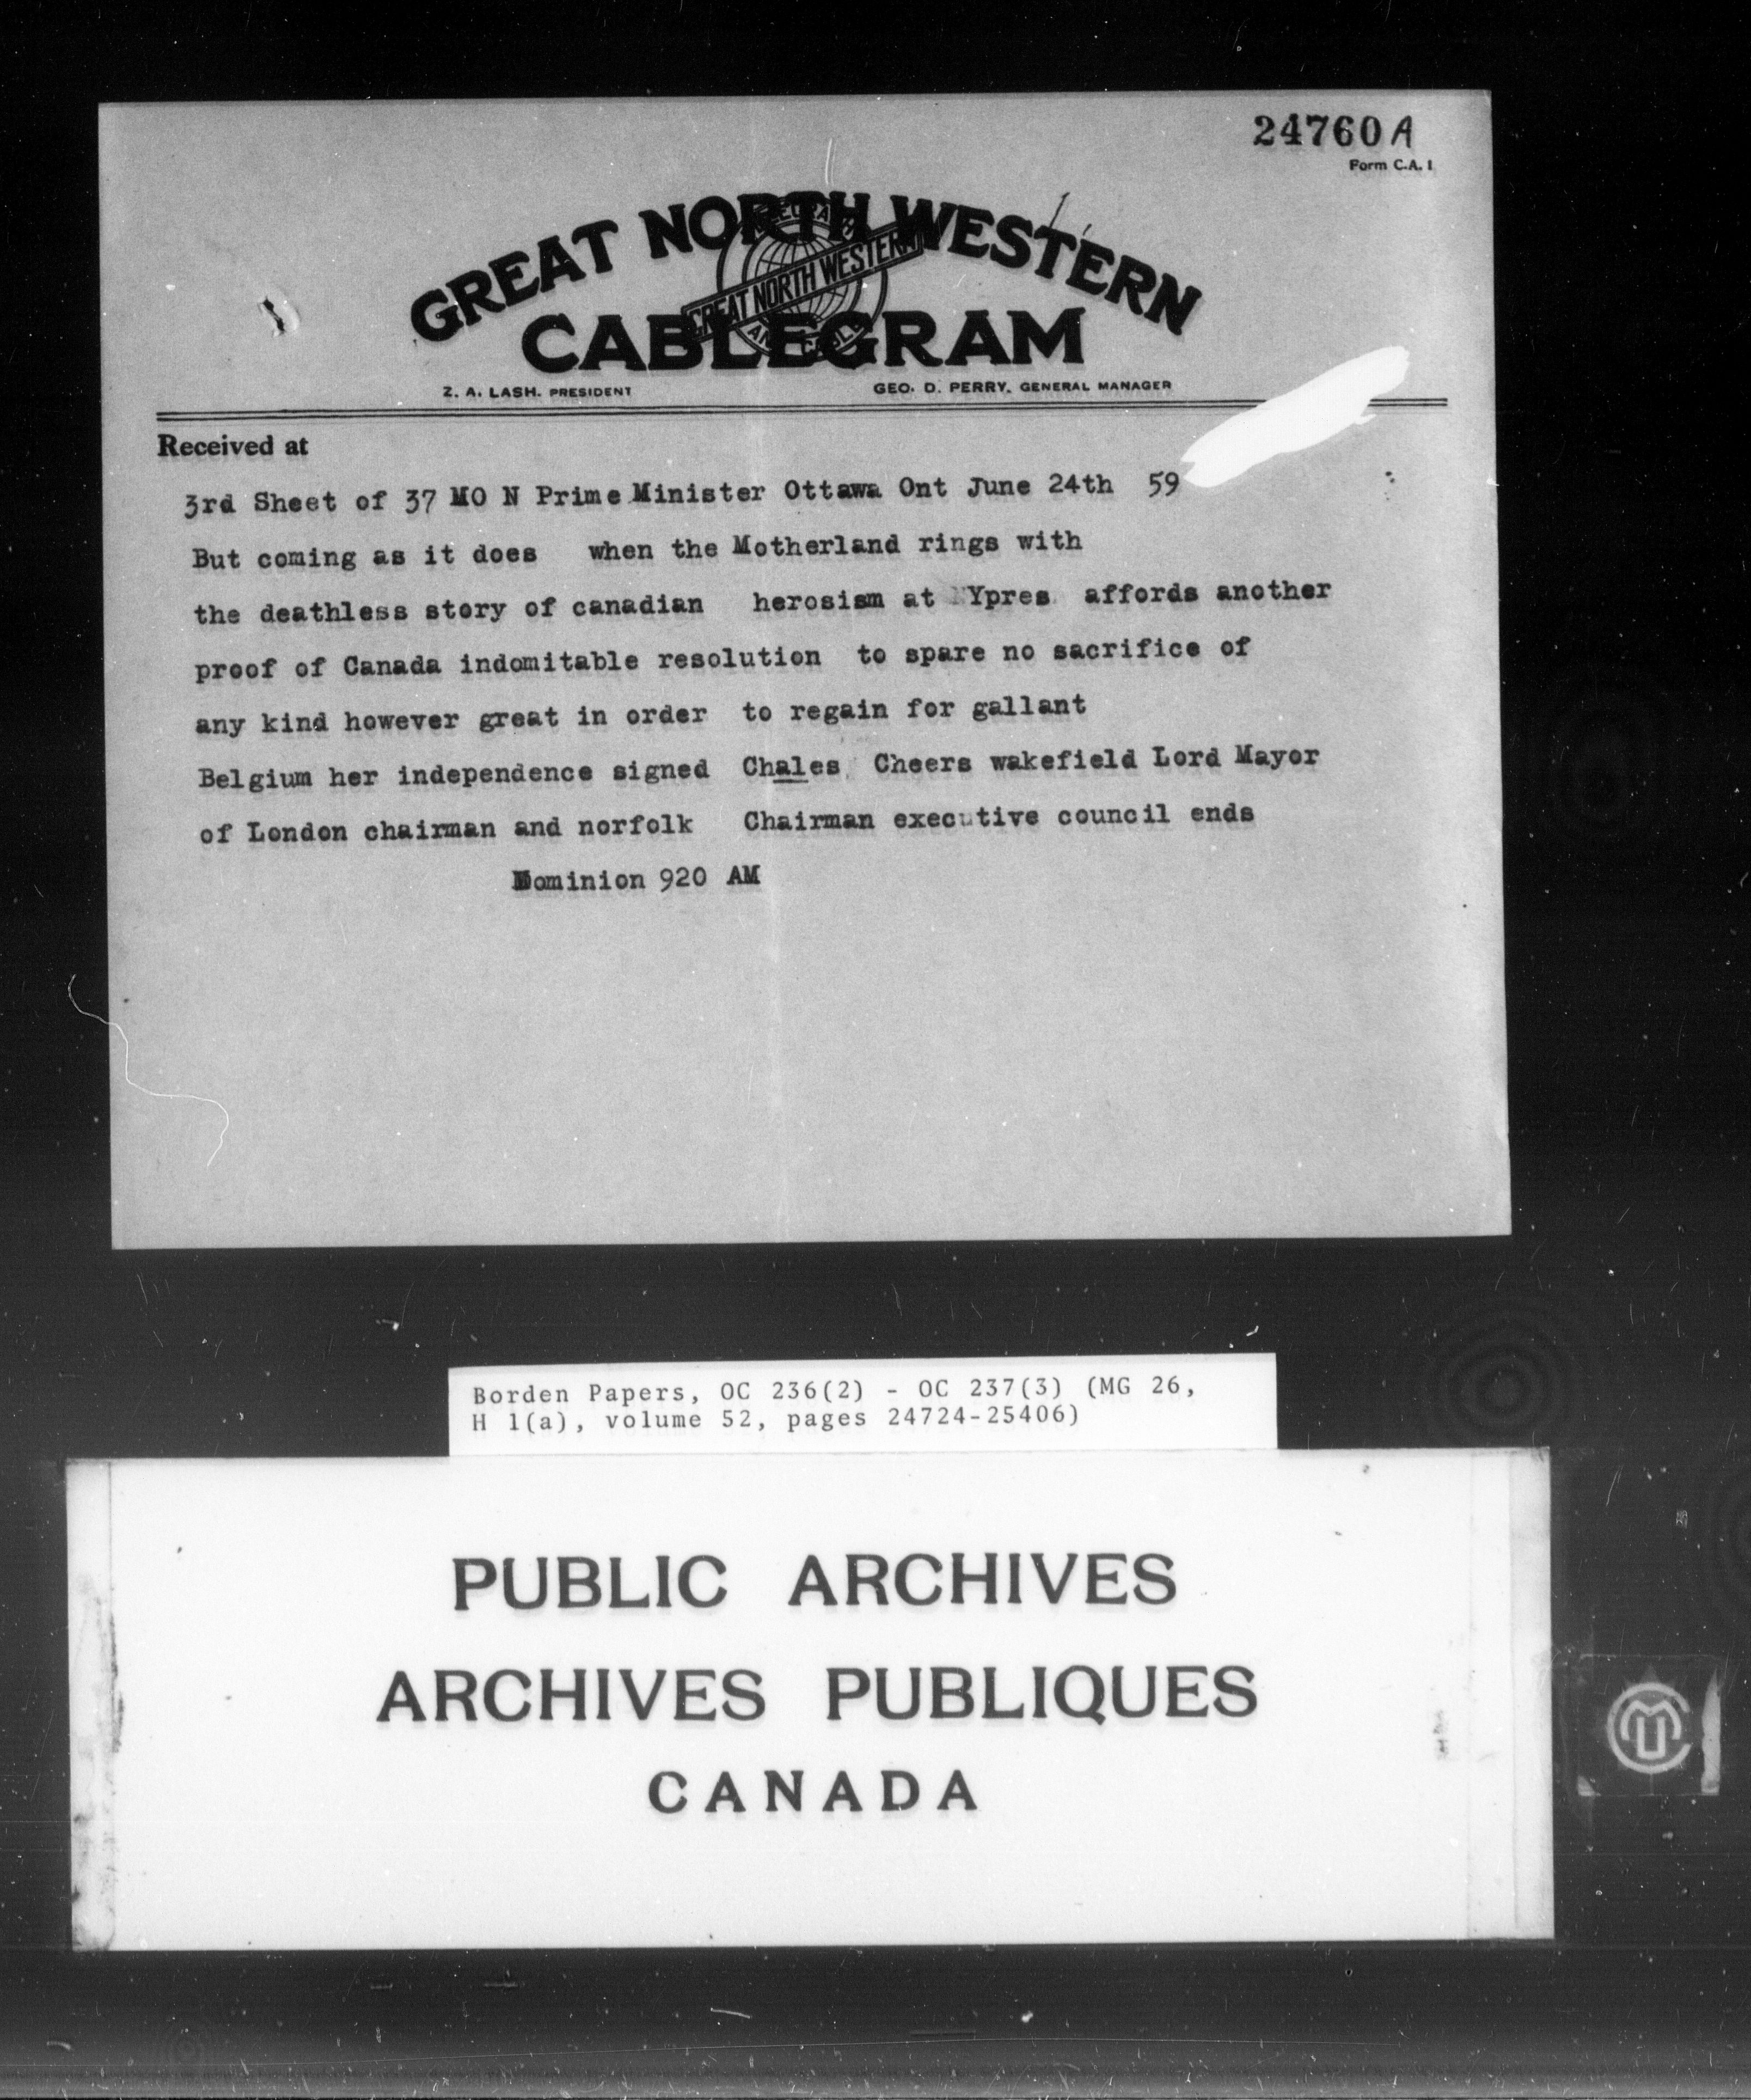 24760 A
Form C.A. 1
GREAT NORTH WESTERN
GREAT NORTH WESTERN
CABLEGRAM
Z. A. LASH, PRESIDENT
GEO. D. PERRY, GENERAL MANAGER
Received at
3rd Sheet of 37 MO N Prime Minister Ottawa Ont June 24th 59
But coming as it does when the Motherland rings with
the deathless story of canadian herosism at Ypres affords another
proof of Canada indomitable resolution to spare no sacrifice of
any kind however great in order to regain for gallant
Belgium her independence signed Chales Cheers wakefield Lord Mayor
of London chairman and norfolk Chairman executive council ends
Dominion 920 AM
Borden Papers, OC 236(2) - OC 237(3) (MG 26,
H 1(a), volume 52, pages 24724-25406)
PUBLIC ARCHIVES
ARCHIVES PUBLIQUES
CANADA